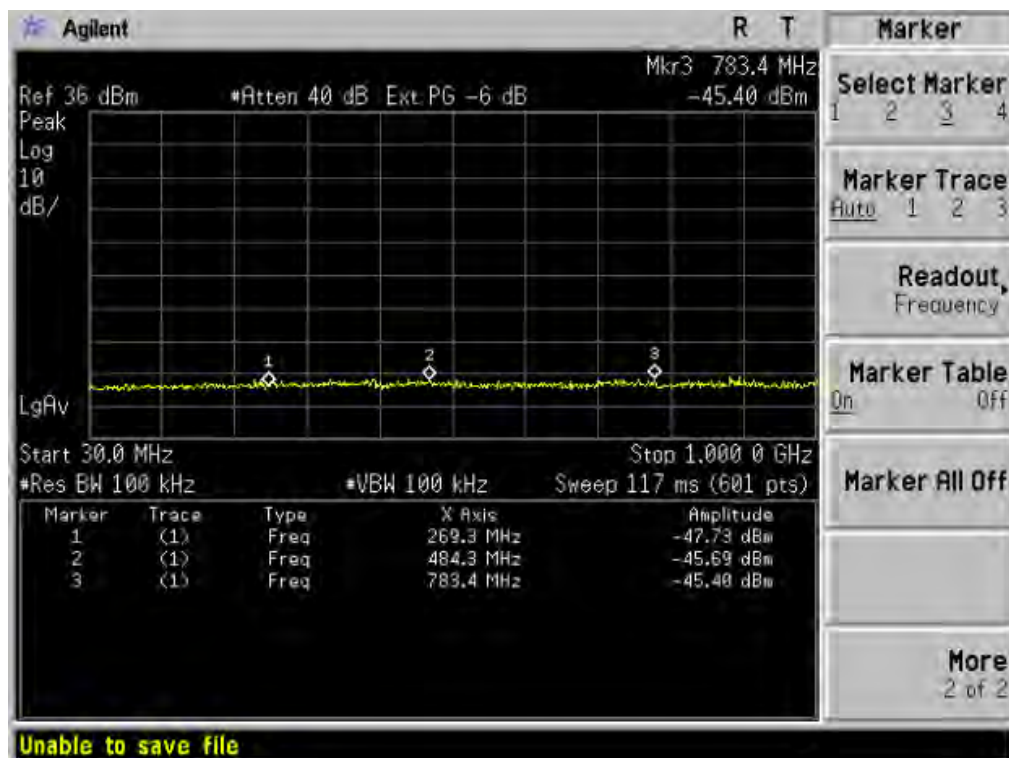 Agilent R T
Mkr3 783.4 MHz
Ref 36 dBm #Atten 40 dB Ext PG -6 dB -45.40 dBm
Peak
Log
10
dB/
1 2 3
LgAv
Start 30.0 MHz Stop 1.000 0 GHz
#Res BW 100 kHz #VBW 100 kHz Sweep 117 ms (601 pts)
Marker Trace Type X Axis Amplitude
1 (1) Freq 269.3 MHz -47.73 dBm
2 (1) Freq 484.3 MHz -45.69 dBm
3 (1) Freq 783.4 MHz -45.40 dBm
Unable to save file
Marker
Select Marker
1 2 3 4
Marker Trace
Auto 1 2 3
Readout
Frequency
Marker Table
On Off
Marker All Off
More
2 of 2